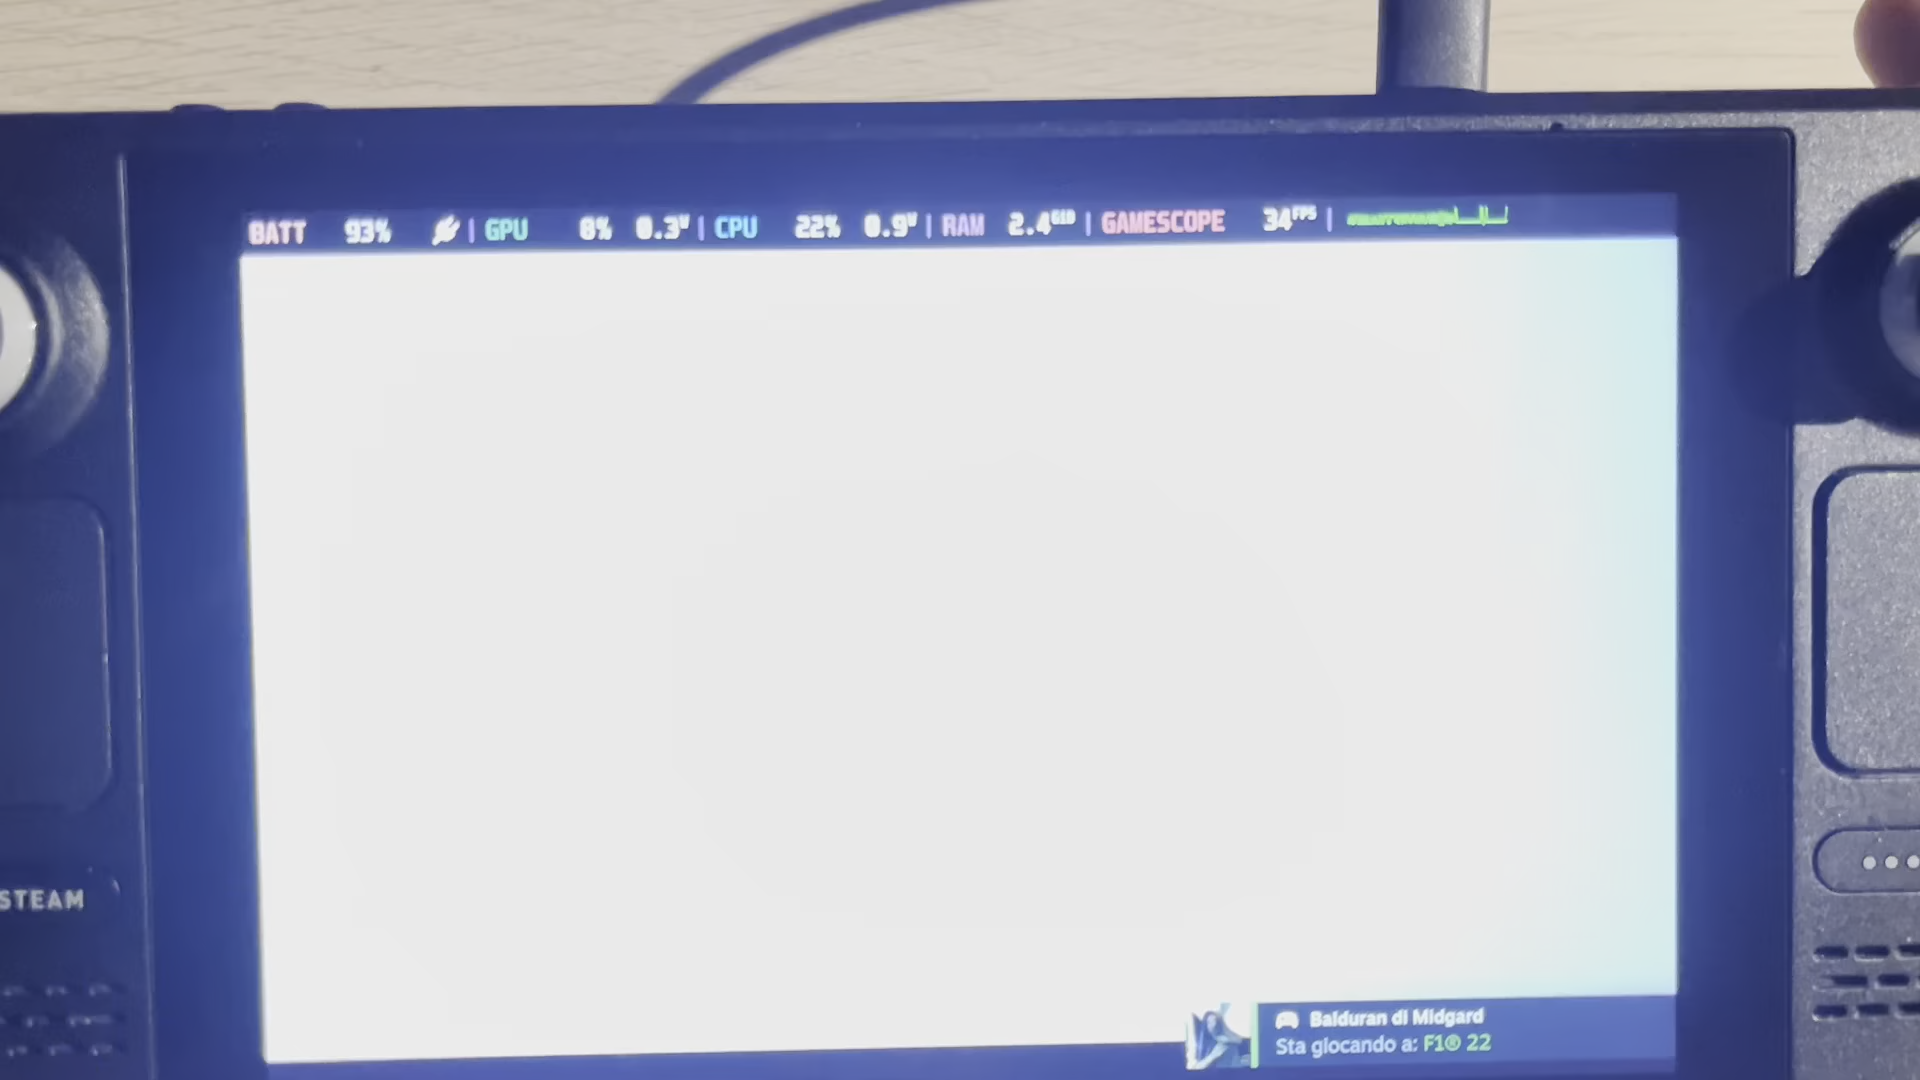 BATT 93% | GPU 8% 0.3W | CPU 22% 0.9W | RAM 2.4GiB | GAMESCOPE 34FPS |
STEAM
Balduran di Midgard
Sta giocando a: F1® 22